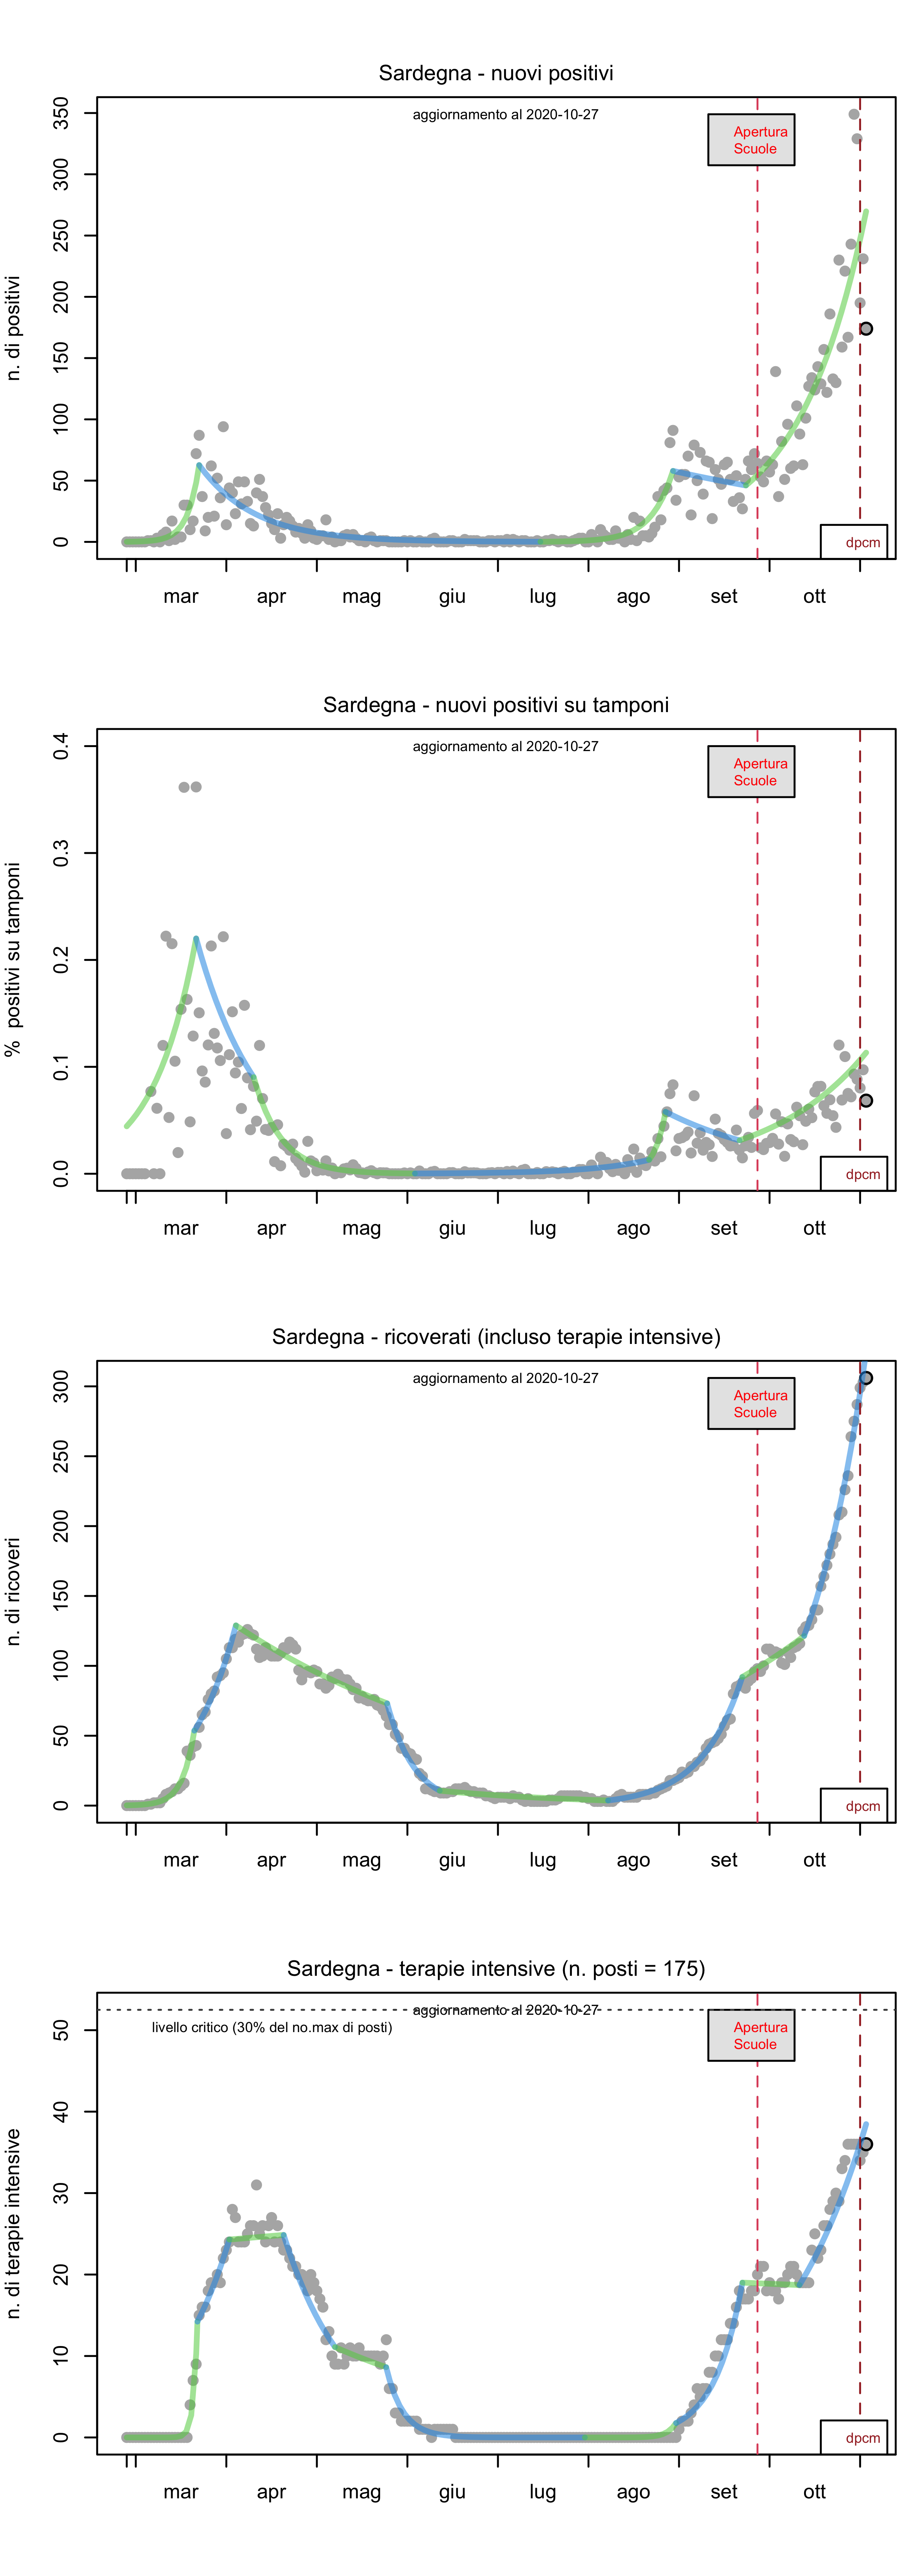 Sardegna - nuovi positivi
aggiornamento al 2020-10-27
Apertura
Scuole
350
300
250
200
150
100
50
0
n. di positivi
dpcm
mar apr mag giu lug ago set ott
Sardegna - nuovi positivi su tamponi
aggiornamento al 2020-10-27
Apertura
Scuole
0.4
0.3
0.2
0.1
0.0
% positivi su tamponi
dpcm
mar apr mag giu lug ago set ott
Sardegna - ricoverati (incluso terapie intensive)
aggiornamento al 2020-10-27
Apertura
Scuole
300
250
200
150
100
50
0
n. di ricoveri
dpcm
mar apr mag giu lug ago set ott
Sardegna - terapie intensive (n. posti = 175)
aggiornamento al 2020-10-27
livello critico (30% del no.max di posti)
Apertura
Scuole
50
40
30
20
10
0
n. di terapie intensive
dpcm
mar apr mag giu lug ago set ott